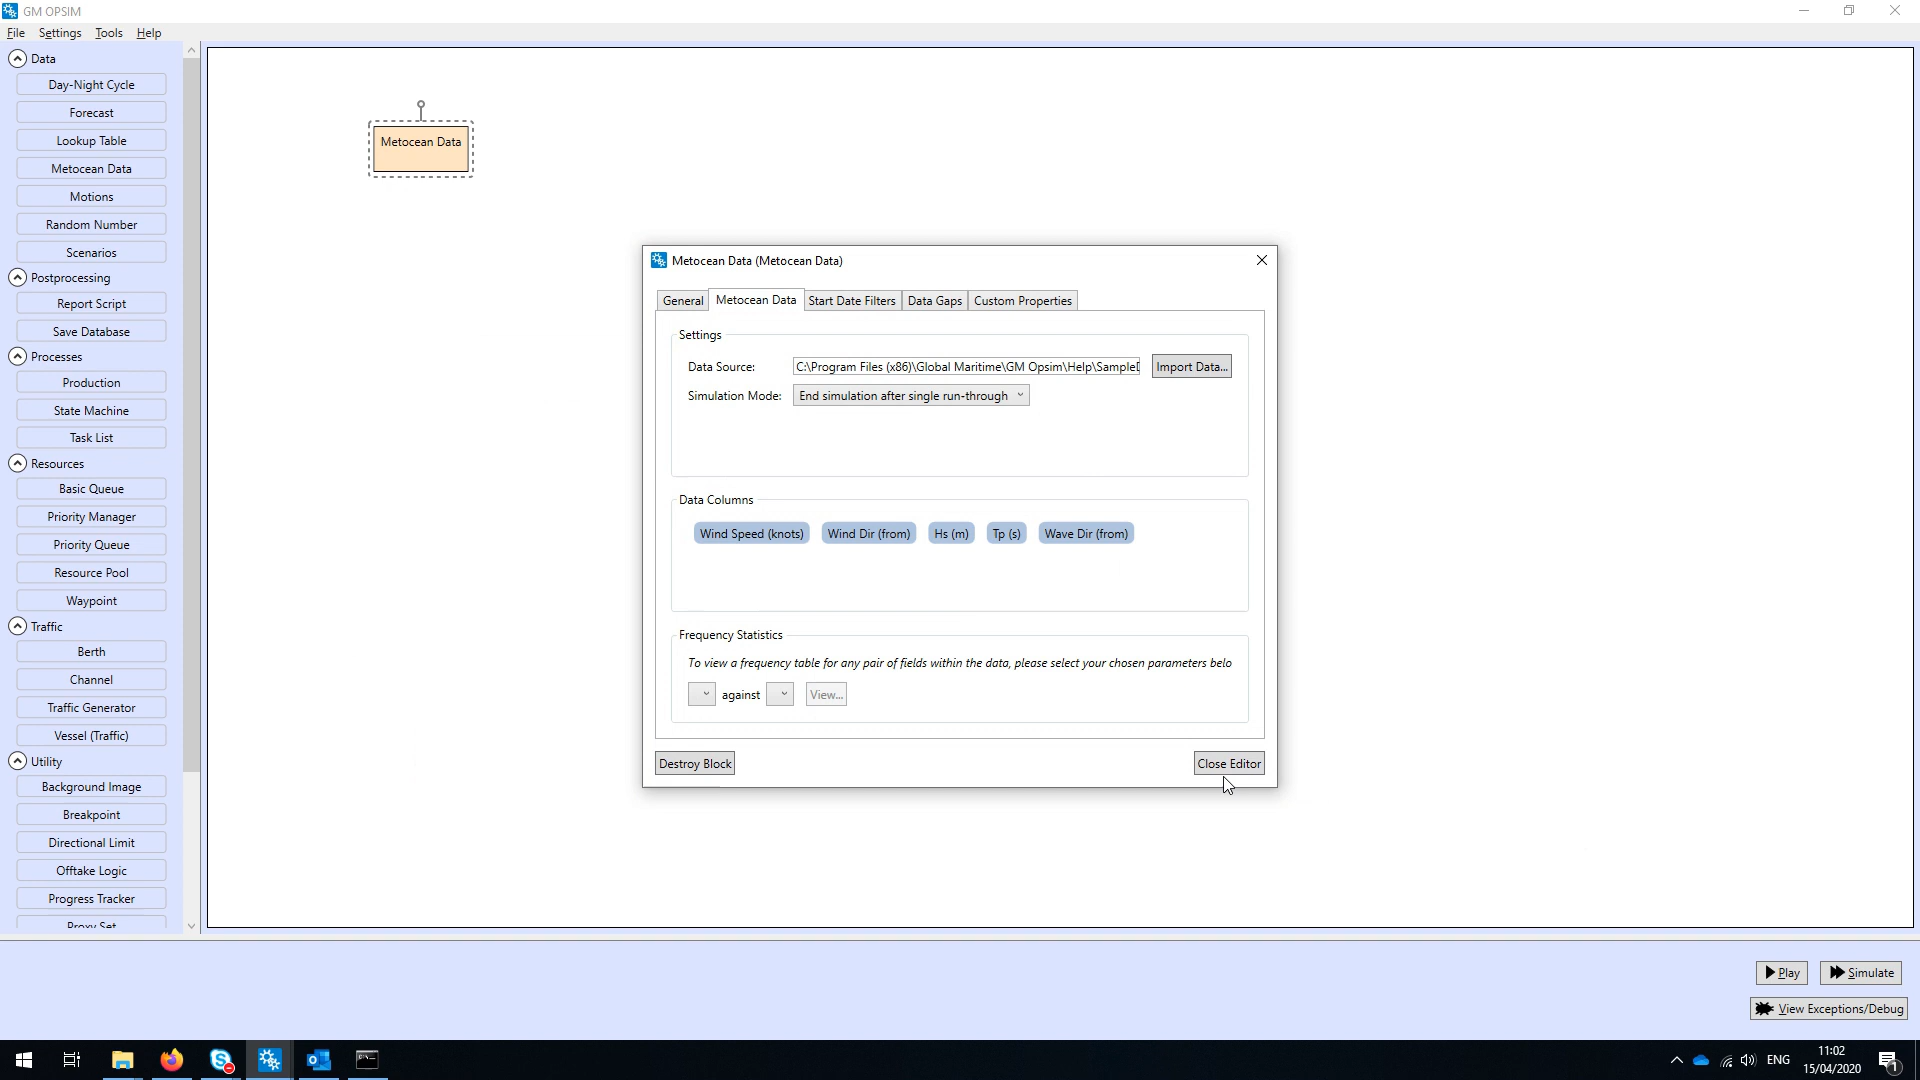 GM OPSIM
File Settings Tools Help
Data
Day-Night Cycle
Forecast
Lookup Table
Metocean Data
Motions
Random Number
Scenarios
Postprocessing
Report Script
Save Database
Processes
Production
State Machine
Task List
Resources
Basic Queue
Priority Manager
Priority Queue
Resource Pool
Waypoint
Traffic
Berth
Channel
Traffic Generator
Vessel (Traffic)
Utility
Background Image
Breakpoint
Directional Limit
Offtake Logic
Progress Tracker
Proxy Set
Metocean Data
Metocean Data (Metocean Data)
General Metocean Data Start Date Filters Data Gaps Custom Properties
Settings
Data Source: C:\Program Files (x86)\Global Maritime\GM Opsim\Help\Sample Import Data...
Simulation Mode: End simulation after single run-through
Data Columns
Wind Speed (knots) Wind Dir (from) Hs (m) Tp (s) Wave Dir (from)
Frequency Statistics
To view a frequency table for any pair of fields within the data, please select your chosen parameters belo
against View...
Destroy Block Close Editor
Play Simulate
View Exceptions/Debug
ENG 11:02
15/04/2020 1